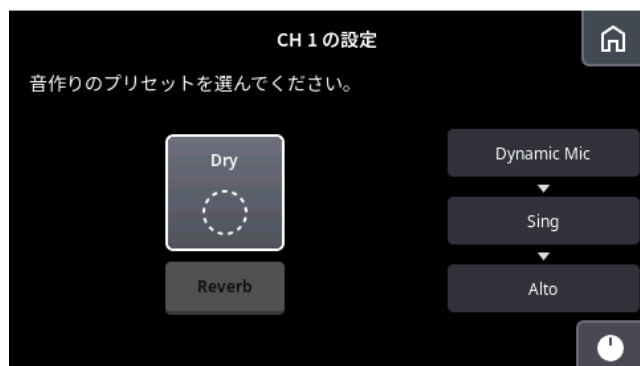 CH 1 の設定
音作りのプリセットを選んでください。
Dry
Reverb
Dynamic Mic
Sing
Alto